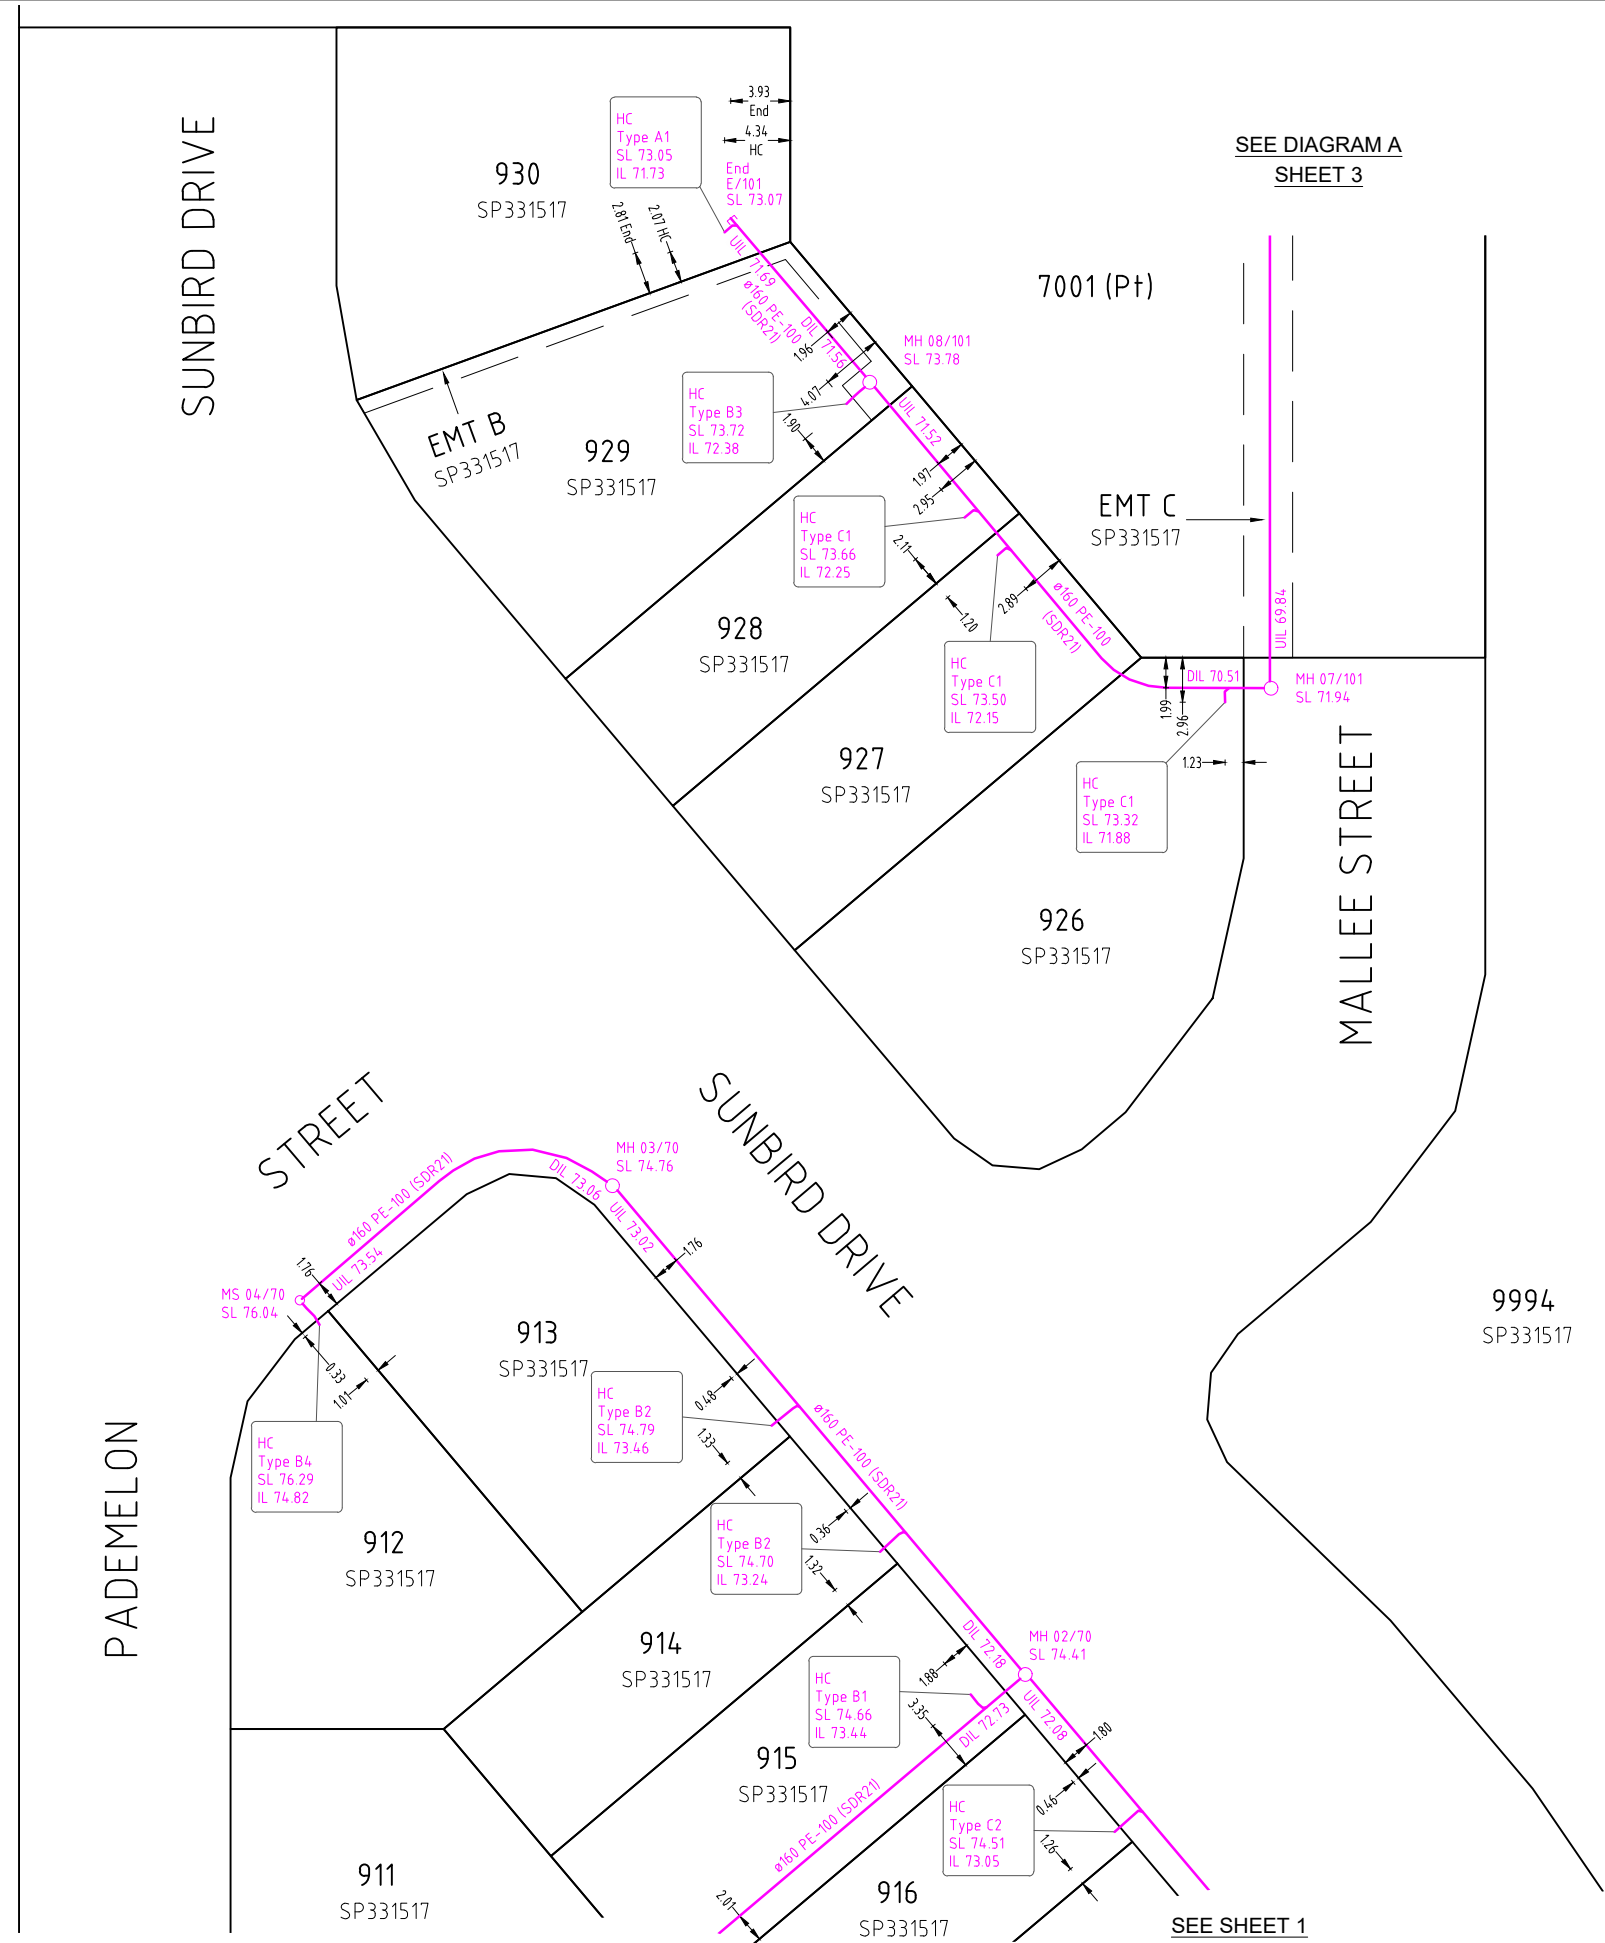 SUNBIRD DRIVE
930
SP331517
HC
Type A1
SL 73.05
IL 71.73
3.93
End
4.34
HC
End
E/101
SL 73.07
2.81 End
2.07 HC
E
UIL 71.69
ø160 PE-100
(SDR21)
DIL 71.56
1.96
4.07
MH 08/101
SL 73.78
SEE DIAGRAM A
SHEET 3
7001 (Pt)
EMT B
SP331517
929
SP331517
HC
Type B3
SL 73.72
IL 72.38
1.90
UIL 71.52
1.97
2.95
HC
Type C1
SL 73.66
IL 72.25
2.11
1.20
2.89
ø160 PE-100
(SDR21)
EMT C
SP331517
UIL 69.84
928
SP331517
HC
Type C1
SL 73.50
IL 72.15
DIL 70.51
1.99
2.96
1.23
MH 07/101
SL 71.94
927
SP331517
HC
Type C1
SL 73.32
IL 71.88
MALLEE STREET
926
SP331517
STREET
SUNBIRD DRIVE
MH 03/70
SL 74.76
ø160 PE-100 (SDR21)
DIL 73.06
UIL 73.02
1.76
1.76
UIL 73.54
MS 04/70
SL 76.04
0.33
1.01
913
SP331517
HC
Type B2
SL 74.79
IL 73.46
0.48
1.33
ø160 PE-100 (SDR21)
9994
SP331517
HC
Type B4
SL 76.29
IL 74.82
PADEMELON
912
SP331517
HC
Type B2
SL 74.70
IL 73.24
0.36
1.32
914
SP331517
DIL 72.18
MH 02/70
SL 74.41
HC
Type B1
SL 74.66
IL 73.44
1.88
3.35
DIL 72.73
UIL 72.08
1.80
915
SP331517
HC
Type C2
SL 74.51
IL 73.05
0.46
1.26
ø160 PE-100 (SDR21)
2.01
911
SP331517
916
SP331517
SEE SHEET 1